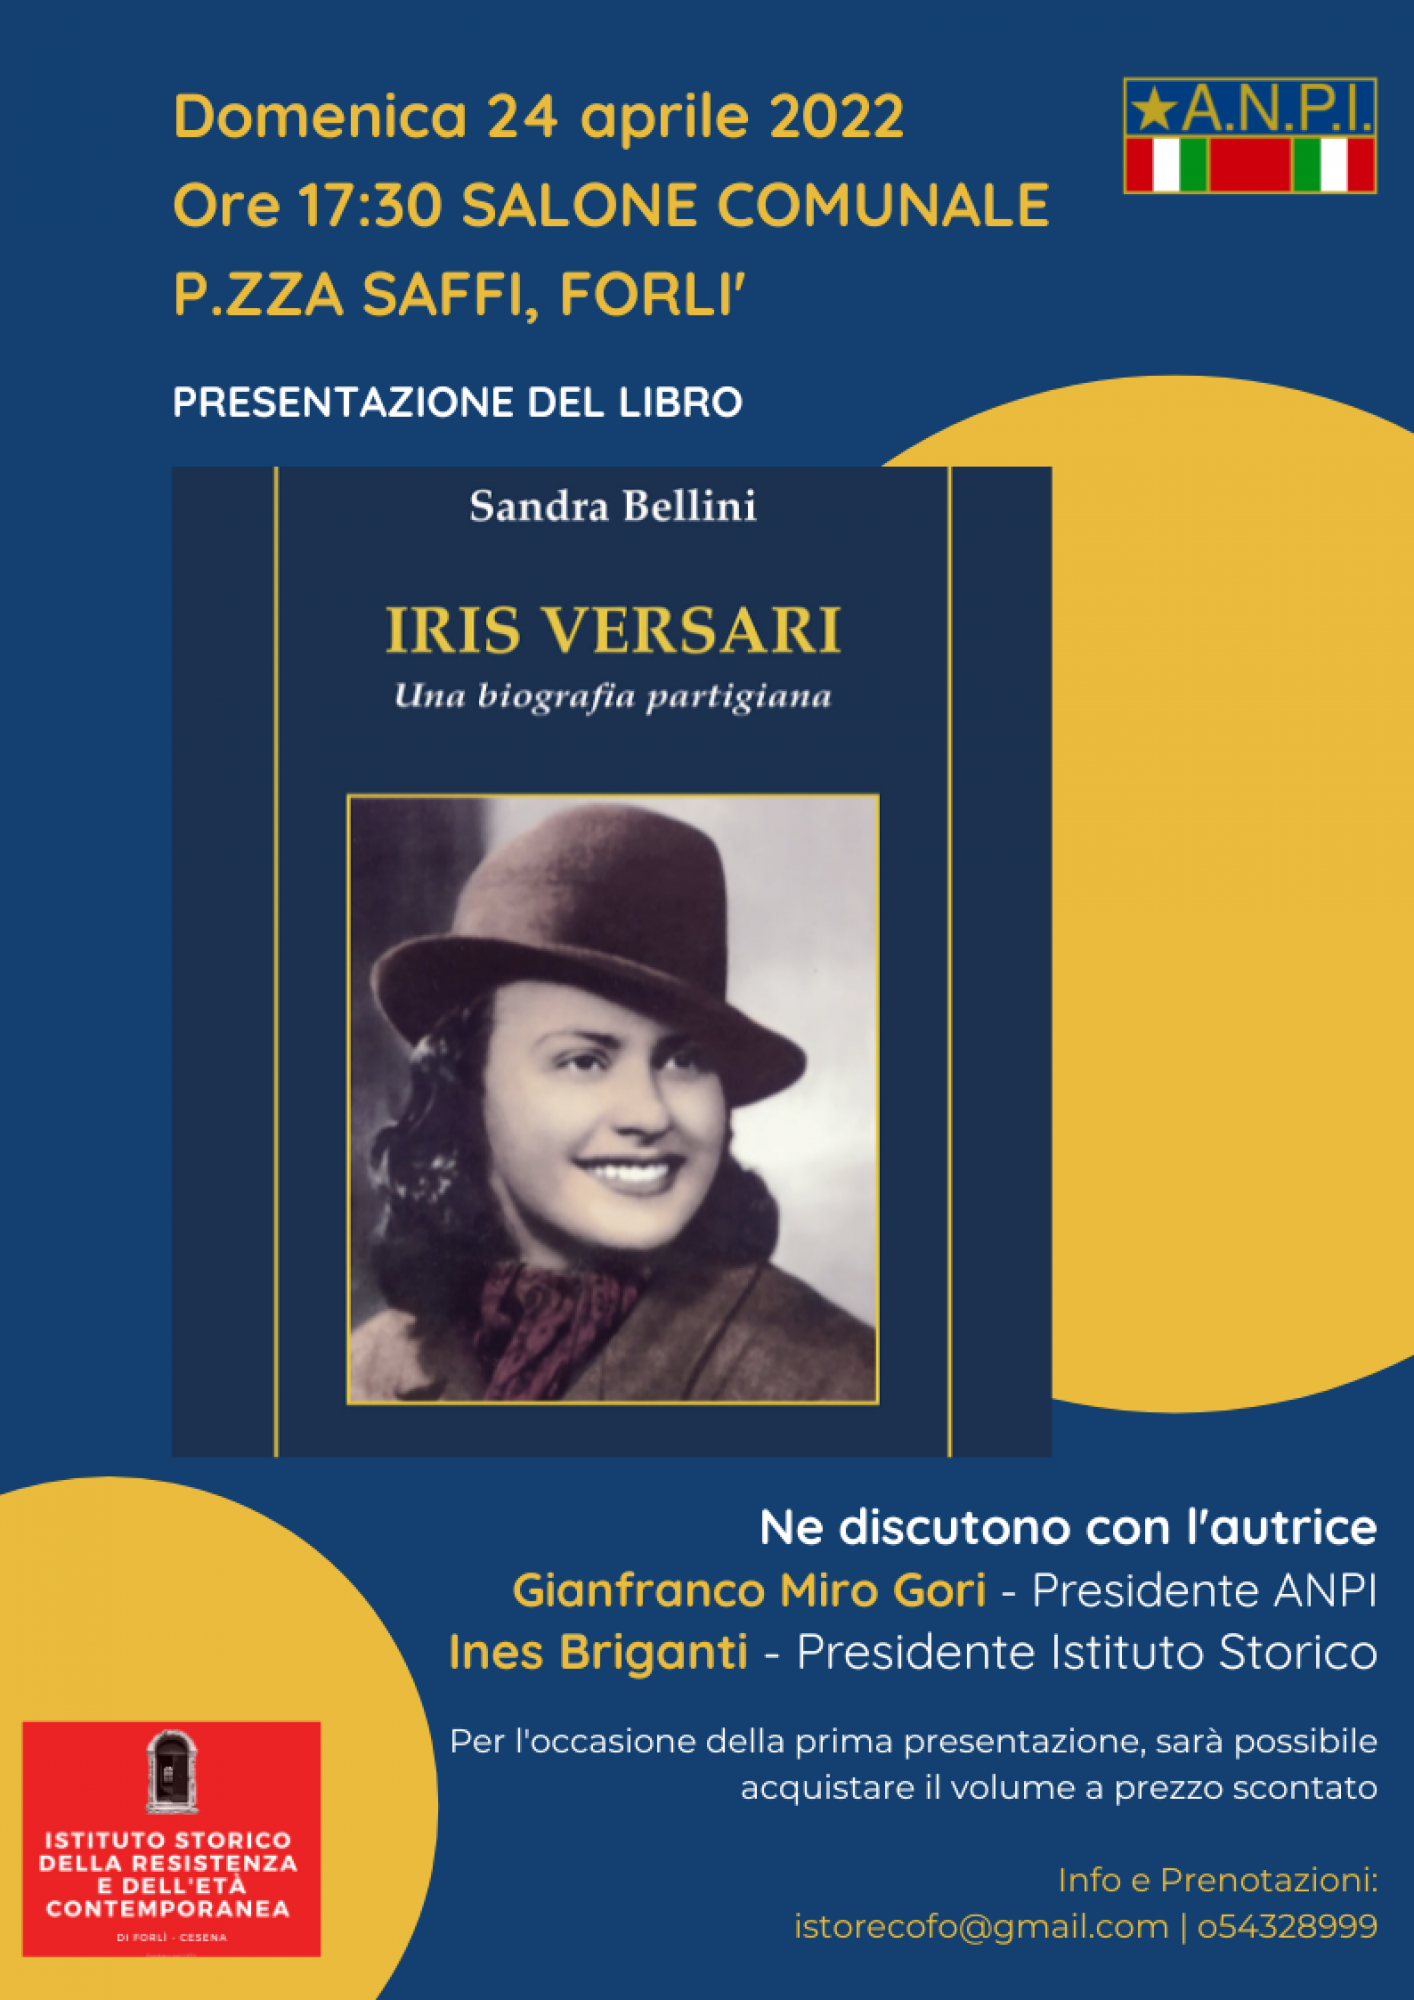 Domenica 24 aprile 2022
★A.N.P.I.
Ore 17:30 SALONE COMUNALE
P.ZZA SAFFI, FORLI'
PRESENTAZIONE DEL LIBRO
Sandra Bellini
IRIS VERSARI
Una biografia partigiana
Ne discutono con l'autrice
Gianfranco Miro Gori - Presidente ANPI
Ines Briganti - Presidente Istituto Storico
Per l'occasione della prima presentazione, sarà possibile
acquistare il volume a prezzo scontato
Info e Prenotazioni:
istorecofo@gmail.com | o54328999
ISTITUTO STORICO
DELLA RESISTENZA
E DELL'ETÀ
CONTEMPORANEA
DI FORLÌ - CESENA